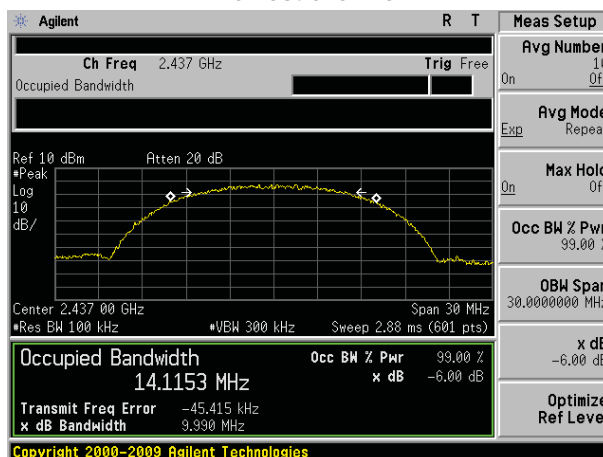 Agilent R T Meas Setup
Ch Freq 2.437 GHz Trig Free
Occupied Bandwidth
Avg Number
On
Avg Mode
Exp Repea
Ref 10 dBm Atten 20 dB
#Peak
Log
10
dB/
Max Hold
On
Occ BW % Pwr
99.00 %
OBW Span
30.0000000 MHz
Center 2.437 00 GHz Span 30 MHz
#Res BW 100 kHz #VBW 300 kHz Sweep 2.88 ms (601 pts)
Occupied Bandwidth Occ BW % Pwr 99.00 %
14.1153 MHz x dB -6.00 dB
Transmit Freq Error -45.415 kHz
x dB Bandwidth 9.990 MHz
x dB
-6.00 dB
Optimize
Ref Level
Copyright 2000-2009 Agilent Technologies